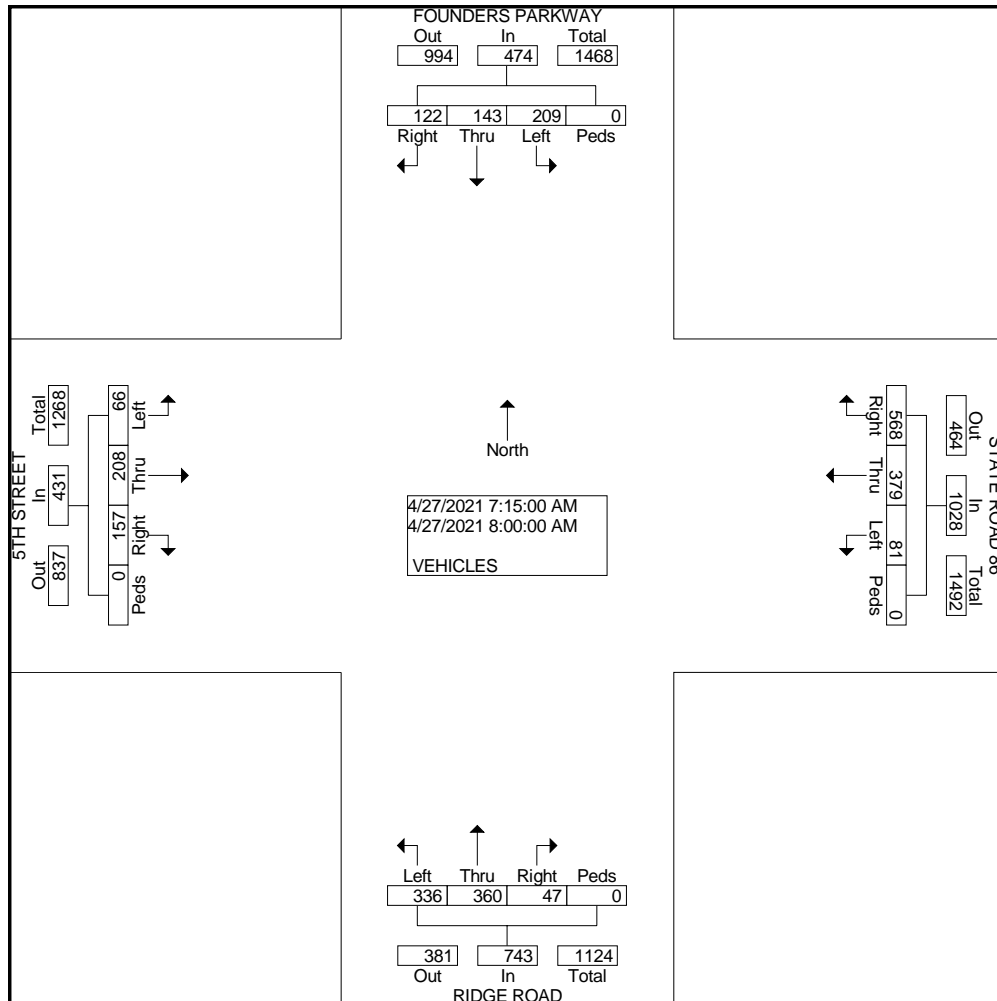 FOUNDERS PARKWAY
Out In Total
994 474 1468
122 143 209 0
Right Thru Left Peds
5TH STREET
Total In Out
1268 431 837
66 208 157 0
Left Thru Right Peds
North
4/27/2021 7:15:00 AM
4/27/2021 8:00:00 AM
VEHICLES
Right Thru Left Peds
568 379 81 0
464 1028 1492
Out In Total
STATE ROAD 86
Left Thru Right Peds
336 360 47 0
381 743 1124
Out In Total
RIDGE ROAD